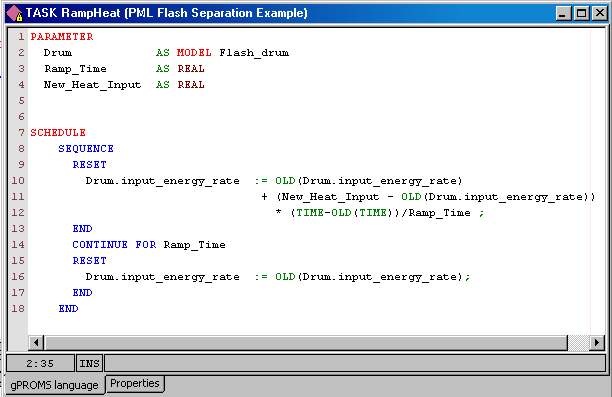 TASK RampHeat (PML Flash Separation Example)
1 PARAMETER
2 Drum AS MODEL Flash_drum
3 Ramp_Time AS REAL
4 New_Heat_Input AS REAL
5
6
7 SCHEDULE
8 SEQUENCE
9 RESET
10 Drum.input_energy_rate := OLD(Drum.input_energy_rate)
11 + (New_Heat_Input - OLD(Drum.input_energy_rate))
12 * (TIME-OLD(TIME))/Ramp_Time ;
13 END
14 CONTINUE FOR Ramp_Time
15 RESET
16 Drum.input_energy_rate := OLD(Drum.input_energy_rate);
17 END
18 END
2:35 INS
gPROMS language Properties